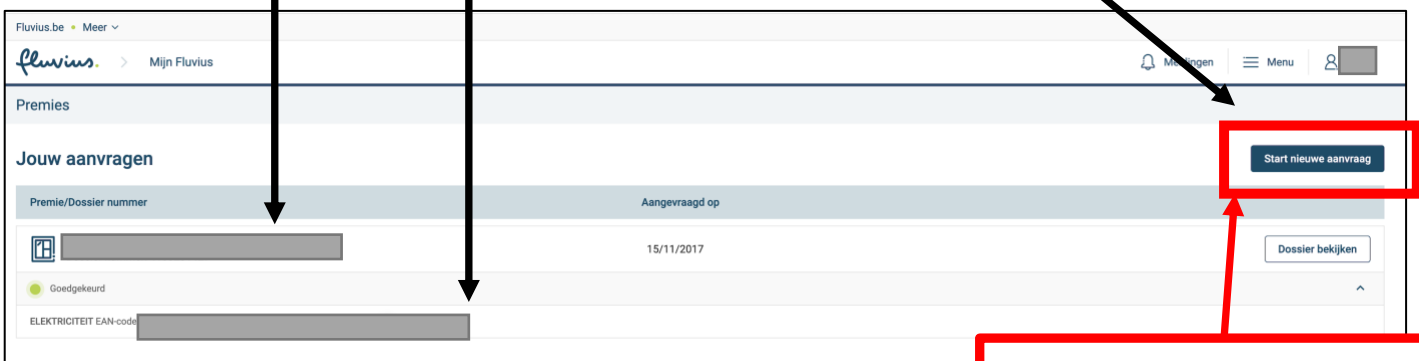 Fluvius.be • Meer
fluvius. > Mijn Fluvius
Meldingen
Menu
Premies
Jouw aanvragen
Start nieuwe aanvraag
Premie/Dossier nummer Aangevraagd op
15/11/2017 Dossier bekijken
Goedgekeurd
ELEKTRICITEIT EAN-code